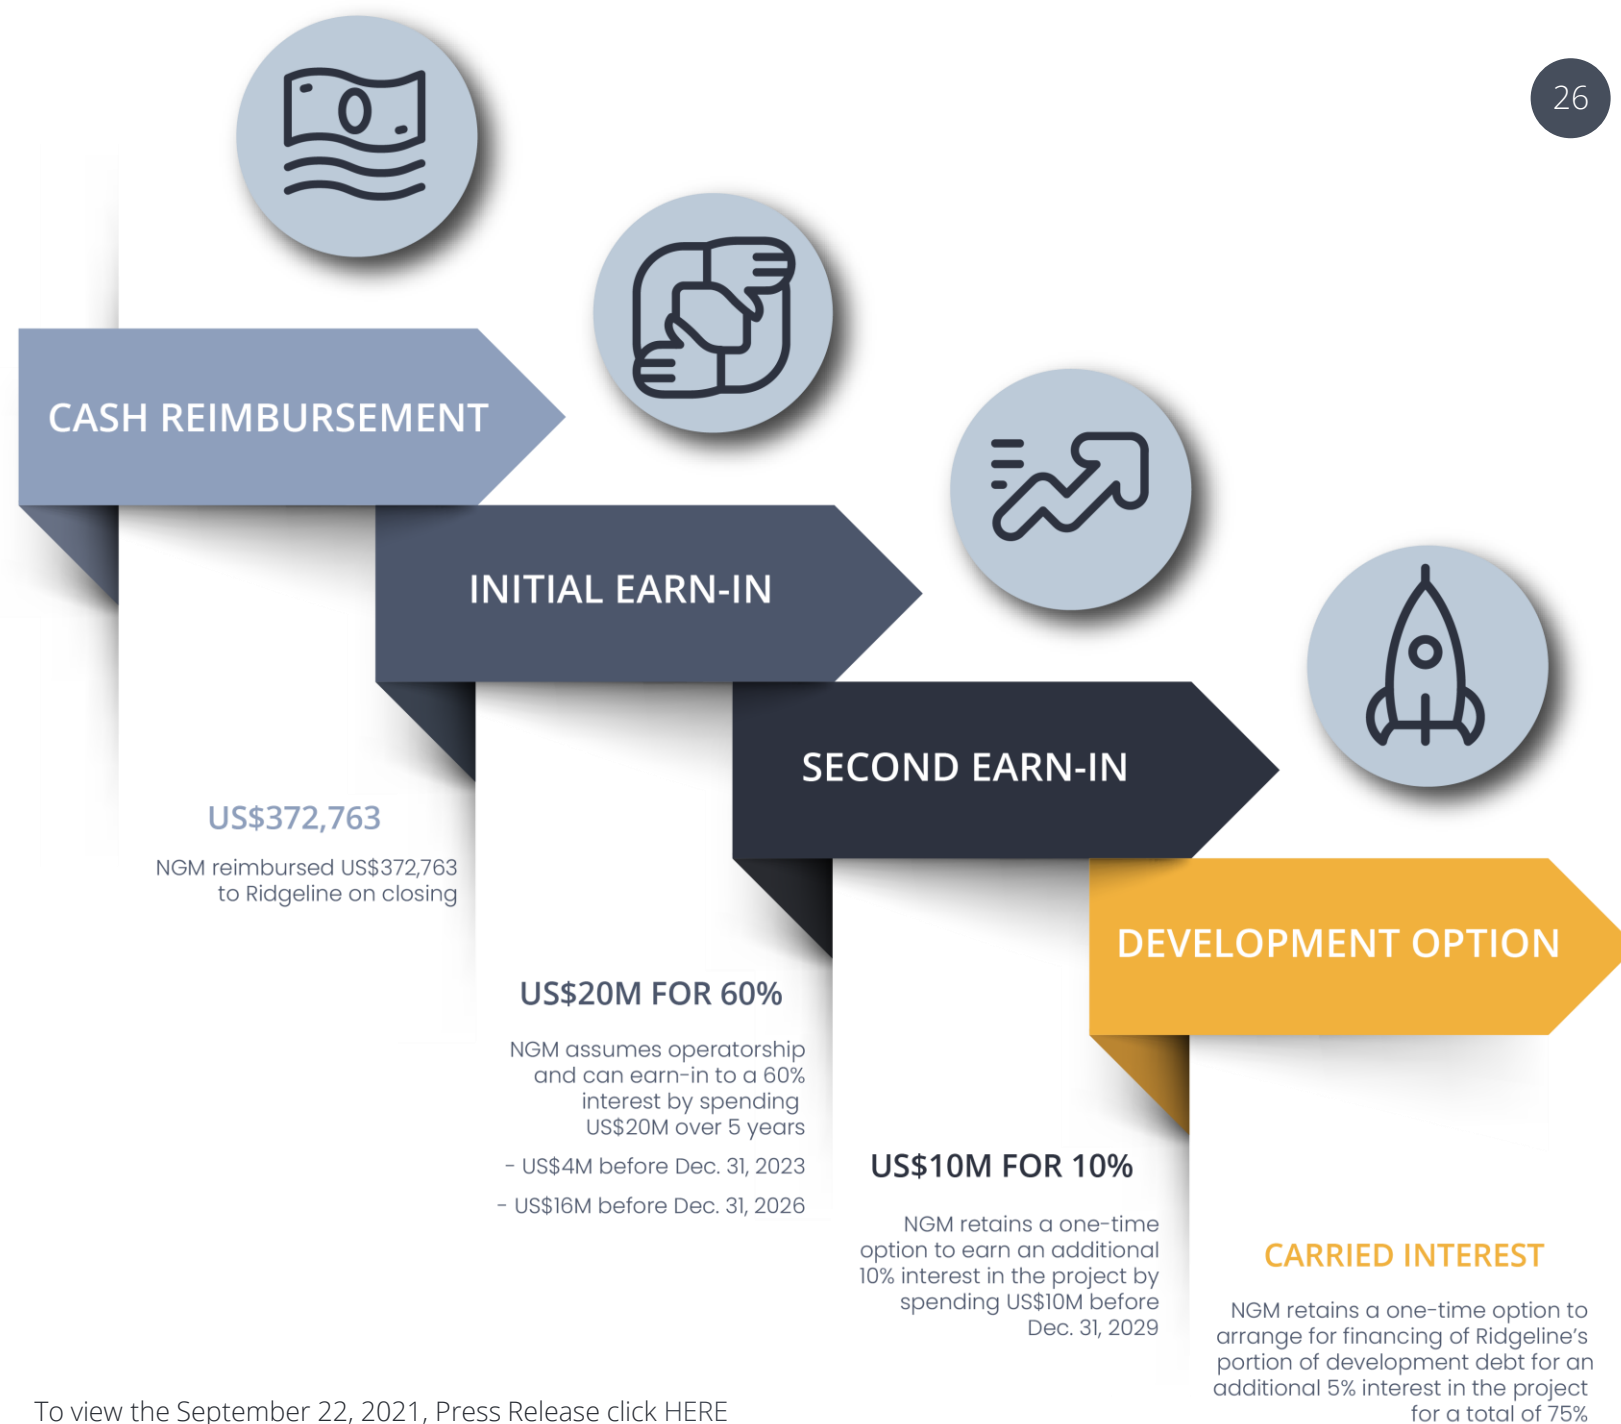 26
CASH REIMBURSEMENT
US$372,763
NGM reimbursed US$372,763
to Ridgeline on closing
INITIAL EARN-IN
US$20M FOR 60%
NGM assumes operatorship
and can earn-in to a 60%
interest by spending
US$20M over 5 years
- US$4M before Dec. 31, 2023
- US$16M before Dec. 31, 2026
SECOND EARN-IN
US$10M FOR 10%
NGM retains a one-time
option to earn an additional
10% interest in the project by
spending US$10M before
Dec. 31, 2029
DEVELOPMENT OPTION
CARRIED INTEREST
NGM retains a one-time option to
arrange for financing of Ridgeline's
portion of development debt for an
additional 5% interest in the project
for a total of 75%
To view the September 22, 2021, Press Release click HERE